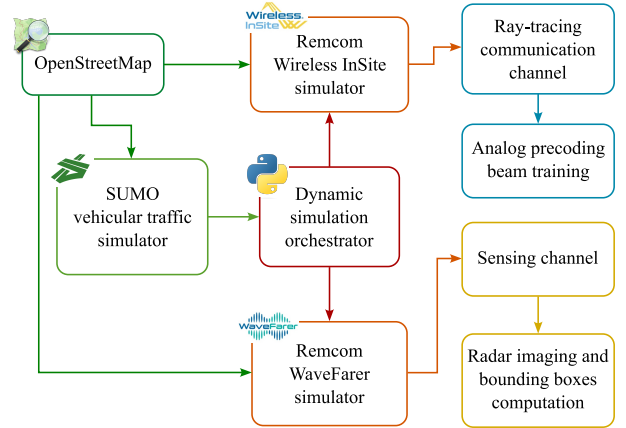 Wireless
InSite
OpenStreetMap
Remcom
Wireless InSite
simulator
Ray-tracing
communication
channel
Analog precoding
beam training
SUMO
vehicular traffic
simulator
Dynamic
simulation
orchestrator
Sensing channel
WaveFarer
Remcom
WaveFarer
simulator
Radar imaging and
bounding boxes
computation